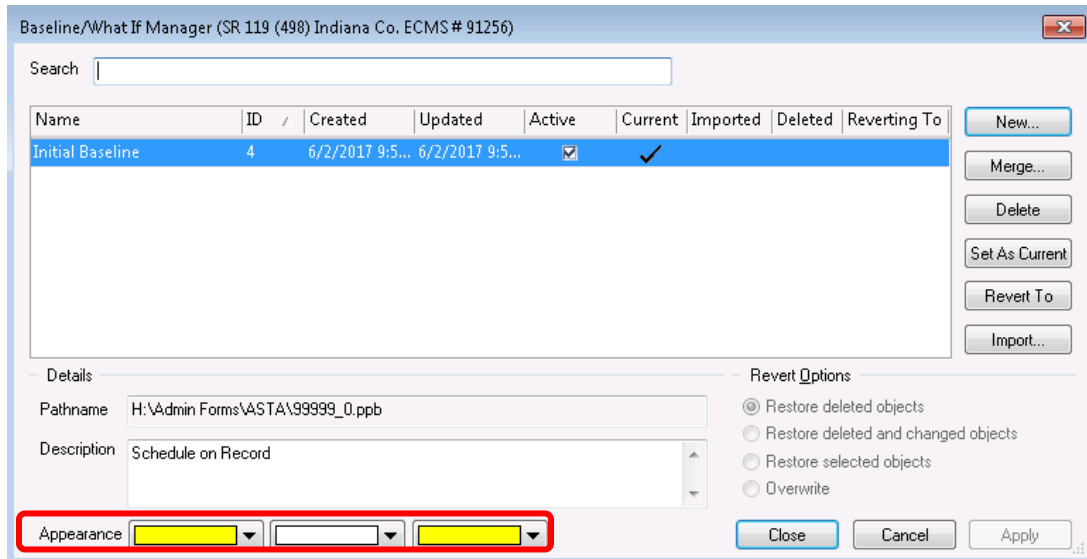 Baseline/What If Manager (SR 119 (498) Indiana Co. ECMS # 91256)
Search
Name ID Created Updated Active Current Imported Deleted Reverting To
Initial Baseline 4 6/2/2017 9:5... 6/2/2017 9:5...
New...
Merge...
Delete
Set As Current
Revert To
Import...
Details
Pathname H:\Admin Forms\ASTA\99999_0.ppb
Description Schedule on Record
Revert Options
Restore deleted objects
Restore deleted and changed objects
Restore selected objects
Overwrite
Appearance
Close Cancel Apply